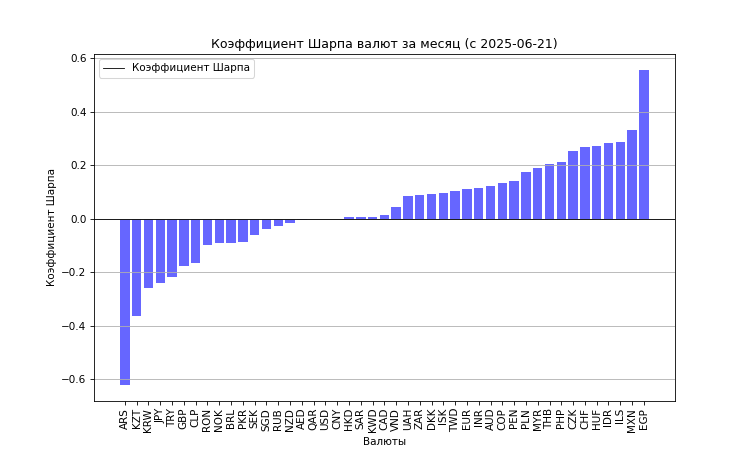 Коэффициент Шарпа валют за месяц (с 2025-06-21)
Коэффициент Шарпа
0.6
0.4
0.2
0.0
−0.2
−0.4
−0.6
Коэффициент Шарпа
ARS KZT KRW JPY TRY GBP CLP RON NOK BRL PKR SEK SGD RUB NZD AED QAR USD CNY HKD SAR KWD CAD VND UAH ZAR DKK ISK TWD EUR INR AUD COP PEN PLN MYR THB PHP CZK CHF HUF IDR ILS MXN EGP
Валюты